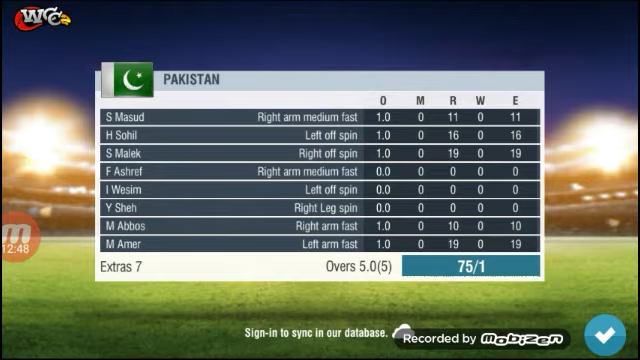 WCC
PAKISTAN
O M R W E
S Masud Right arm medium fast 1.0 0 11 0 11
H Sohil Left off spin 1.0 0 16 0 16
S Malek Right off spin 1.0 0 19 0 19
F Ashref Right arm medium fast 0.0 0 0 0 0
I Wesim Left off spin 0.0 0 0 0 0
Y Sheh Right Leg spin 0.0 0 0 0 0
M Abbos Right arm fast 1.0 0 10 0 10
M Amer Left arm fast 1.0 0 19 0 19
Extras 7 Overs 5.0(5) 75/1
m
12:48
Sign-in to sync in our database.
Recorded by mobizen